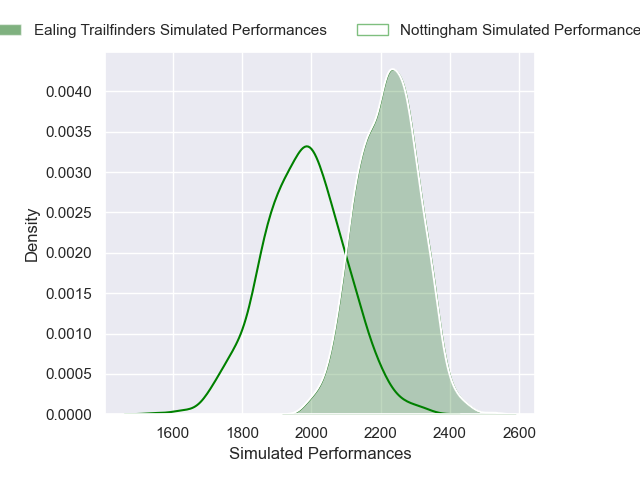 Ealing Trailfinders Simulated Performances Nottingham Simulated Performance
0.0040
0.0035
0.0030
0.0025
0.0020
0.0015
0.0010
0.0005
0.0000
Density
1600 1800 2000 2200 2400 2600
Simulated Performances